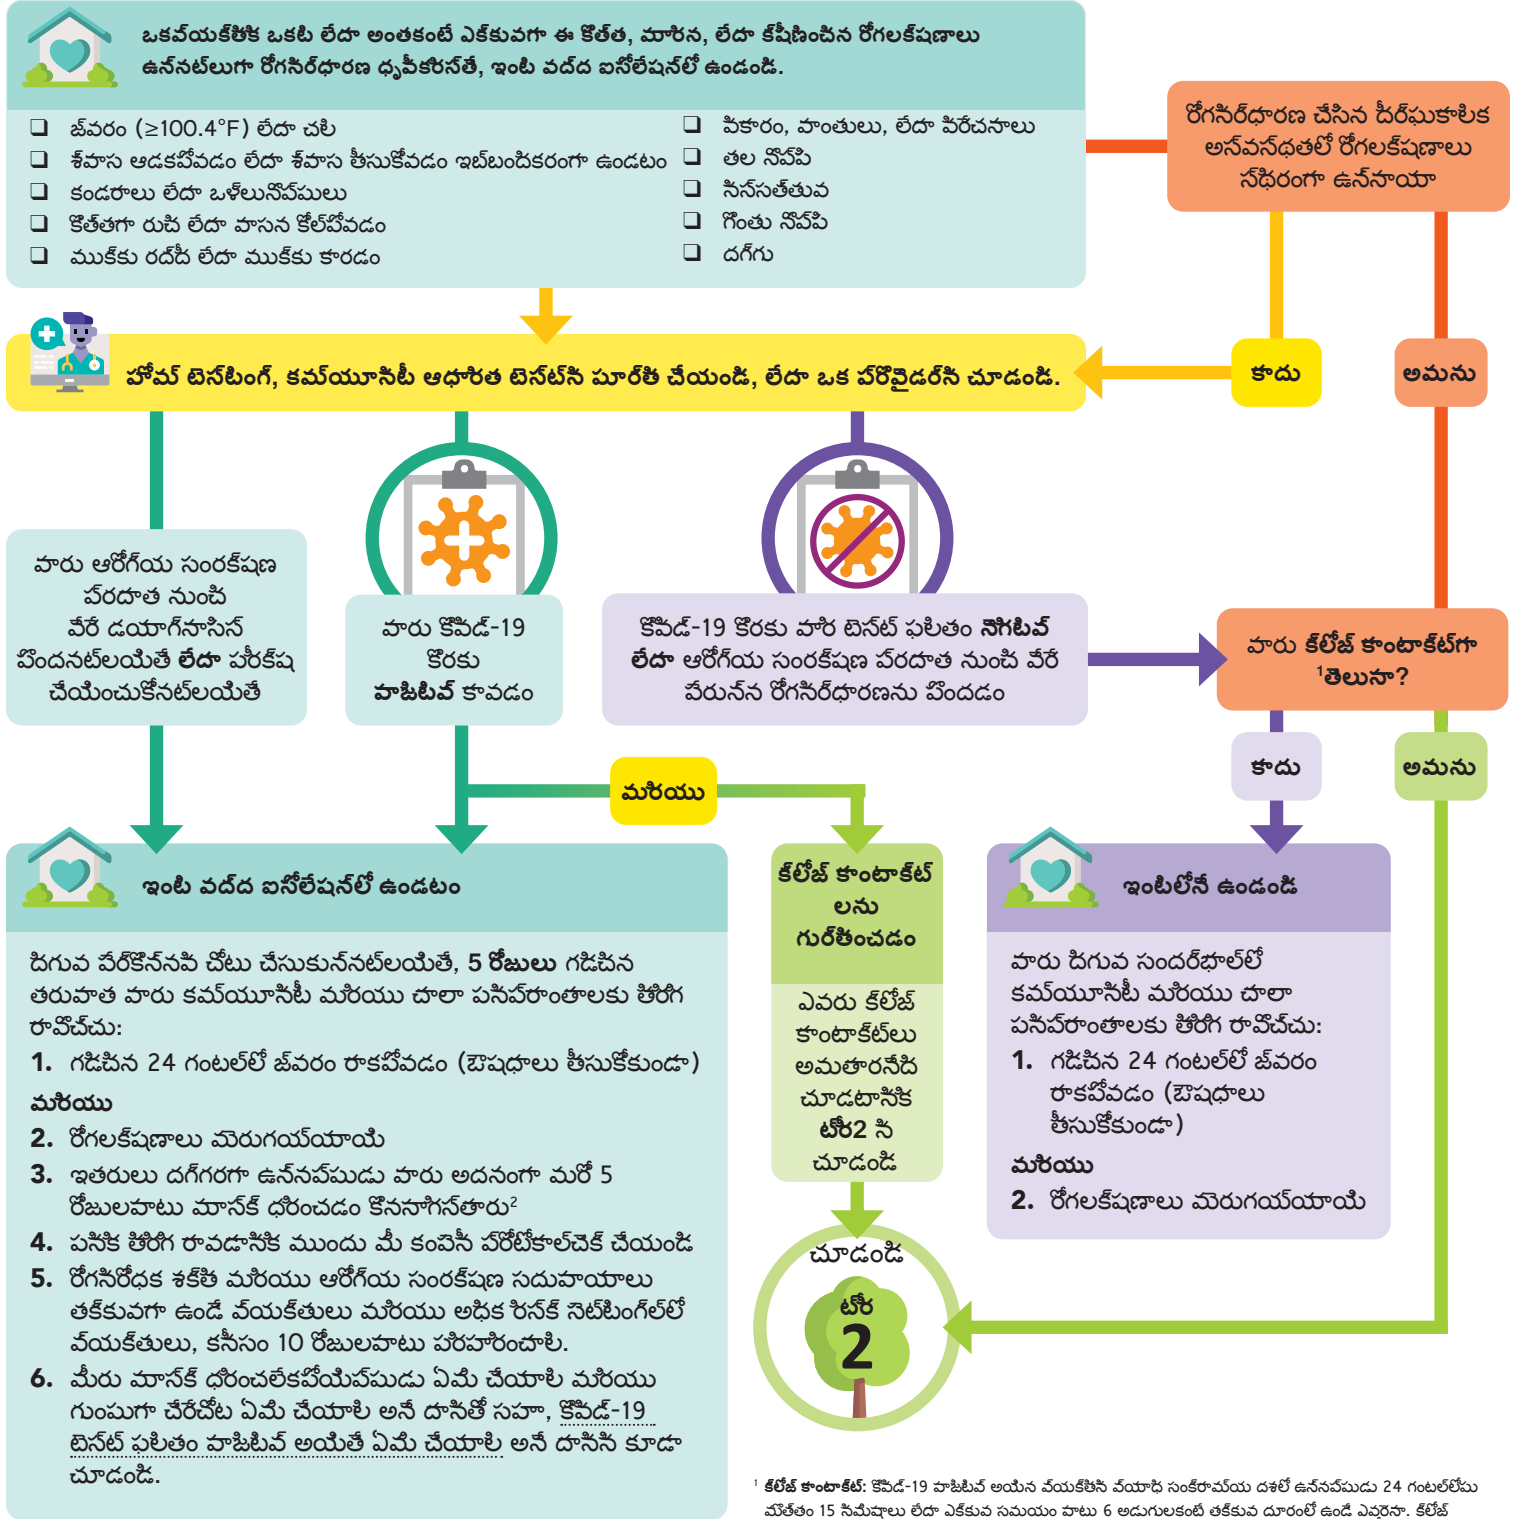 ఒకవ్యక్తికి ఒకటి లేదా అంతకంటే ఎక్కువగా ఈ కొత్త, మారిన, లేదా క్షీణించిన రోగలక్షణాలు
ఉన్నట్లుగా రోగనిర్ధారణ ధృవీకరిస్తే, ఇంటి వద్ద ఐసోలేషన్‌లో ఉండండి.
❑ జ్వరం (≥100.4°F) లేదా చలి
❑ శ్వాస ఆడకపోవడం లేదా శ్వాస తీసుకోవడం ఇబ్బందికరంగా ఉండటం
❑ కండరాలు లేదా ఒళ్లునొప్పులు
❑ కొత్తగా రుచి లేదా వాసన కోల్పోవడం
❑ ముక్కు రద్దీ లేదా ముక్కు కారడం
❑ వికారం, వాంతులు, లేదా విరేచనాలు
❑ తల నొప్పి
❑ నిస్సత్తువ
❑ గొంతు నొప్పి
❑ దగ్గు
రోగనిర్ధారణ చేసిన దీర్ఘకాలిక
అస్వస్థతలో రోగలక్షణాలు
స్థిరంగా ఉన్నాయా
కాదు
అవును
హోమ్ టెస్టింగ్, కమ్యూనిటీ ఆధారిత టెస్ట్‌ని పూర్తి చేయండి, లేదా ఒక ప్రొవైడర్‌ని చూడండి.
వారు ఆరోగ్య సంరక్షణ
ప్రదాత నుంచి
వేరే డయాగ్నాసిస్
పొందనట్లయితే లేదా పరీక్ష
చేయించుకోనట్లయితే
వారు కోవిడ్-19
కొరకు
పాజిటివ్ కావడం
కోవిడ్-19 కొరకు వారి టెస్ట్ ఫలితం నెగిటివ్
లేదా ఆరోగ్య సంరక్షణ ప్రదాత నుంచి వేరే
పేరున్న రోగనిర్ధారణను పొందడం
వారు క్లోజ్ కాంటాక్ట్‌గా
¹తెలుసా?
కాదు
అవును
మరియు
ఇంటి వద్ద ఐసోలేషన్‌లో ఉండటం
దిగువ పేర్కొన్నవి చోటు చేసుకున్నట్లయితే, 5 రోజులు గడిచిన
తరువాత వారు కమ్యూనిటీ మరియు చాలా పనిప్రాంతాలకు తిరిగి
రావొచ్చు:
1. గడిచిన 24 గంటల్లో జ్వరం రాకపోవడం (ఔషధాలు తీసుకోకుండా)
మరియు
2. రోగలక్షణాలు మెరుగయ్యాయి
3. ఇతరులు దగ్గరగా ఉన్నప్పుడు వారు అదనంగా మరో 5
రోజులపాటు మాస్క్ ధరించడం కొనసాగిస్తారు²
4. పనికి తిరిగి రావడానికి ముందు మీ కంపెనీ ప్రోటోకాల్‌చెక్ చేయండి
5. రోగనిరోధక శక్తి మరియు ఆరోగ్య సంరక్షణ సదుపాయాలు
తక్కువగా ఉండే వ్యక్తులు మరియు అధిక రిస్క్ సెట్టింగ్‌ల్లో
వ్యక్తులు, కనీసం 10 రోజులపాటు పరిహరించాలి.
6. మీరు మాస్క్ ధరించలేకపోయిప్పుడు ఏమి చేయాలి మరియు
గుంపుగా చేరేచోట ఏమి చేయాలి అనే దానితో సహా, కోవిడ్-19
టెస్ట్ ఫలితం పాజిటివ్ అయితే ఏమి చేయాలి అనే దానిని కూడా
చూడండి.
క్లోజ్ కాంటాక్ట్
లను
గుర్తించడం
ఎవరు క్లోజ్
కాంటాక్ట్‌లు
అవుతారనేది
చూడటానికి
టైర్2 ని
చూడండి
చూడండి
టైర్
2
ఇంటిలోనే ఉండండి
వారు దిగువ సందర్భాల్లో
కమ్యూనిటీ మరియు చాలా
పనిప్రాంతాలకు తిరిగి రావొచ్చు:
1. గడిచిన 24 గంటల్లో జ్వరం
రాకపోవడం (ఔషధాలు
తీసుకోకుండా)
మరియు
2. రోగలక్షణాలు మెరుగయ్యాయి
¹ క్లోజ్ కాంటాక్ట్: కోవిడ్-19 పాజిటివ్ అయిన వ్యక్తిని వ్యాధి సంక్రామ్య దశలో ఉన్నప్పుడు 24 గంటల్లోపు
మొత్తం 15 నిమిషాలు లేదా ఎక్కువ సమయం పాటు 6 అడుగులకంటే తక్కువ దూరంలో ఉండే ఎవరైనా. క్లోజ్